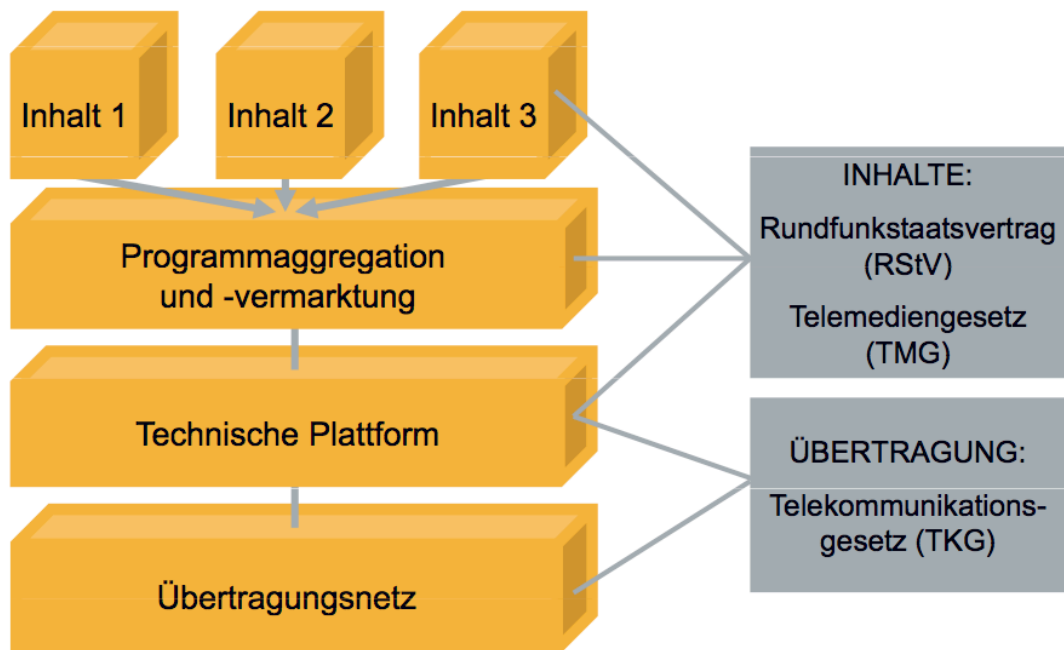 Inhalt 1
Inhalt 2
Inhalt 3
Programmaggregation
und -vermarktung
Technische Plattform
Übertragungsnetz
INHALTE:
Rundfunkstaatsvertrag
(RStV)
Telemediengesetz
(TMG)
ÜBERTRAGUNG:
Telekommunikations-
gesetz (TKG)